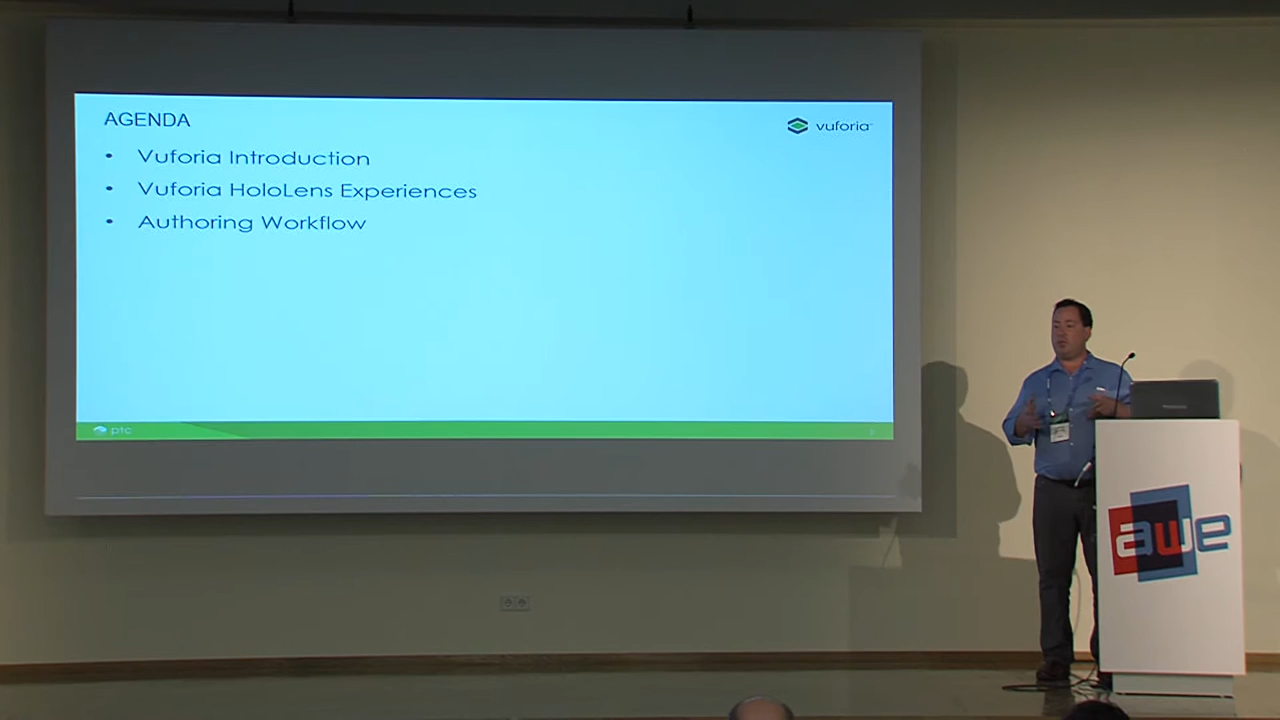 AGENDA
vuforia
• Vuforia Introduction
• Vuforia HoloLens Experiences
• Authoring Workflow
ptc
awe